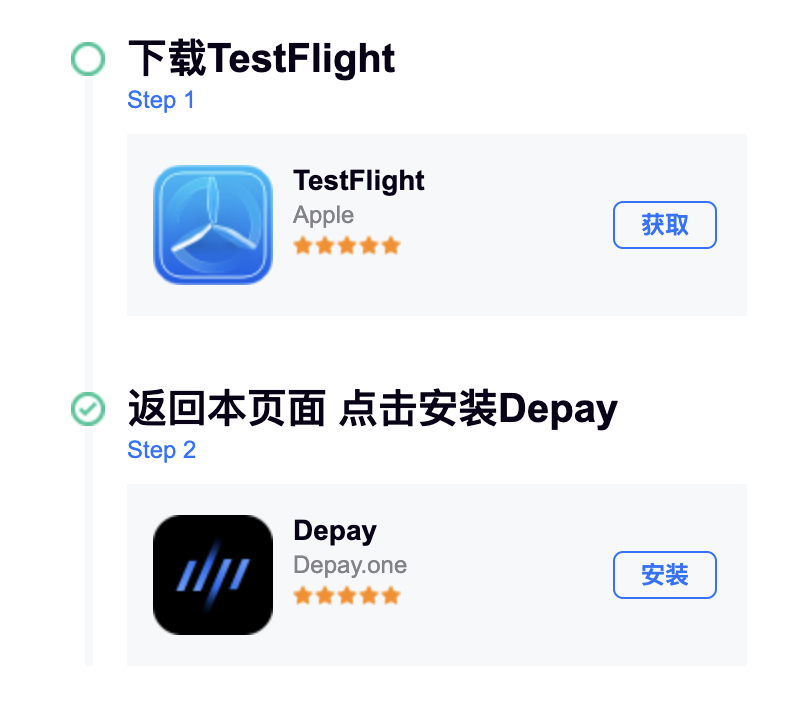 下载TestFlight
Step 1
TestFlight
Apple
获取
返回本页面 点击安装Depay
Step 2
Depay
Depay.one
安装